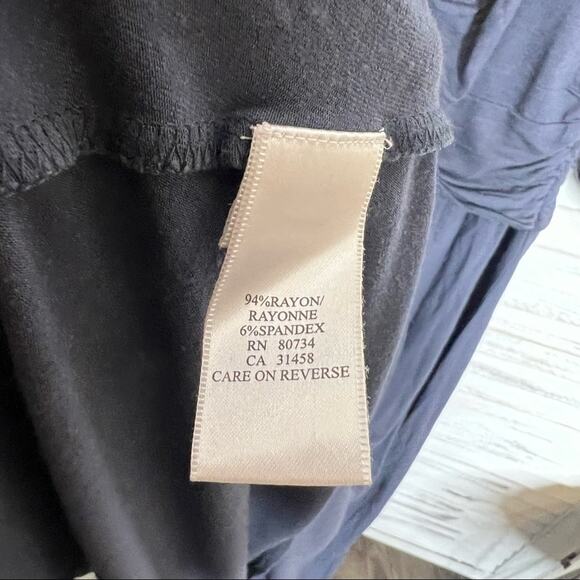 94%RAYON/
RAYONNE
6%SPANDEX
RN 80734
CA 31458
CARE ON REVERSE